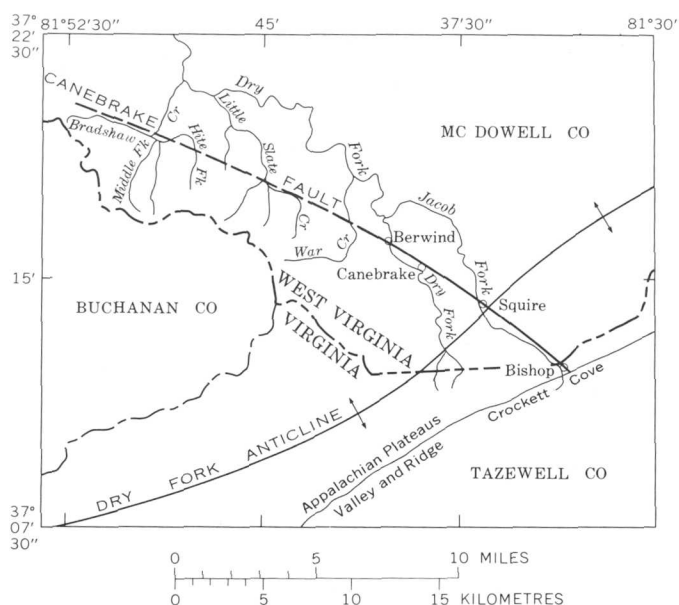 37°
22'
30"
81°52'30"
45'
37'30"
81°30'
CANEBRAKE
Bradshaw
Middle Fk
Cr
Hite
Fk
Little
Slate
Cr
Dry
Fork
FAULT
War
Cr
MC DOWELL CO
Jacob
Fork
Berwind
Canebrake
Dry
Fork
15'
Squire
BUCHANAN CO
WEST VIRGINIA
VIRGINIA
Bishop
Cove
Crockett
Appalachian Plateaus
Valley and Ridge
DRY FORK ANTICLINE
TAZEWELL CO
37°
07'
30"
0 5 10 MILES
0 5 10 15 KILOMETRES